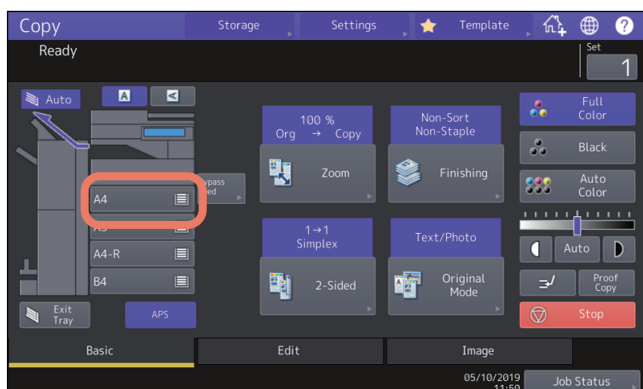 Copy
Storage
Settings
Template
?
Ready
Set
1
Auto
A
A
100 %
Org → Copy
Zoom
Non-Sort
Non-Staple
Finishing
Full
Color
Black
Auto
Color
A4
A4-R
B4
1→1
Simplex
2-Sided
Text/Photo
Original
Mode
Auto
Proof
Copy
Exit
Tray
APS
Stop
Basic
Edit
Image
05/10/2019
11:50
Job Status